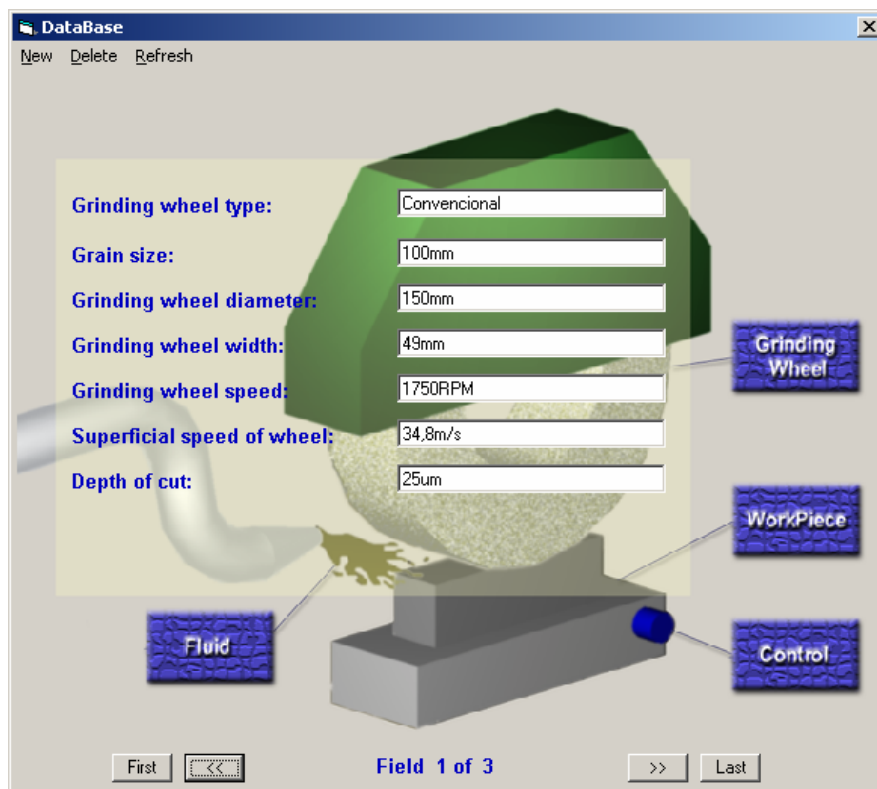 DataBase
New Delete Refresh
Grinding wheel type: Convencional
Grain size: 100mm
Grinding wheel diameter: 150mm
Grinding wheel width: 49mm
Grinding wheel speed: 1750RPM
Superficial speed of wheel: 34,8m/s
Depth of cut: 25um
Grinding
Wheel
WorkPiece
Fluid
Control
First << Field 1 of 3 >> Last